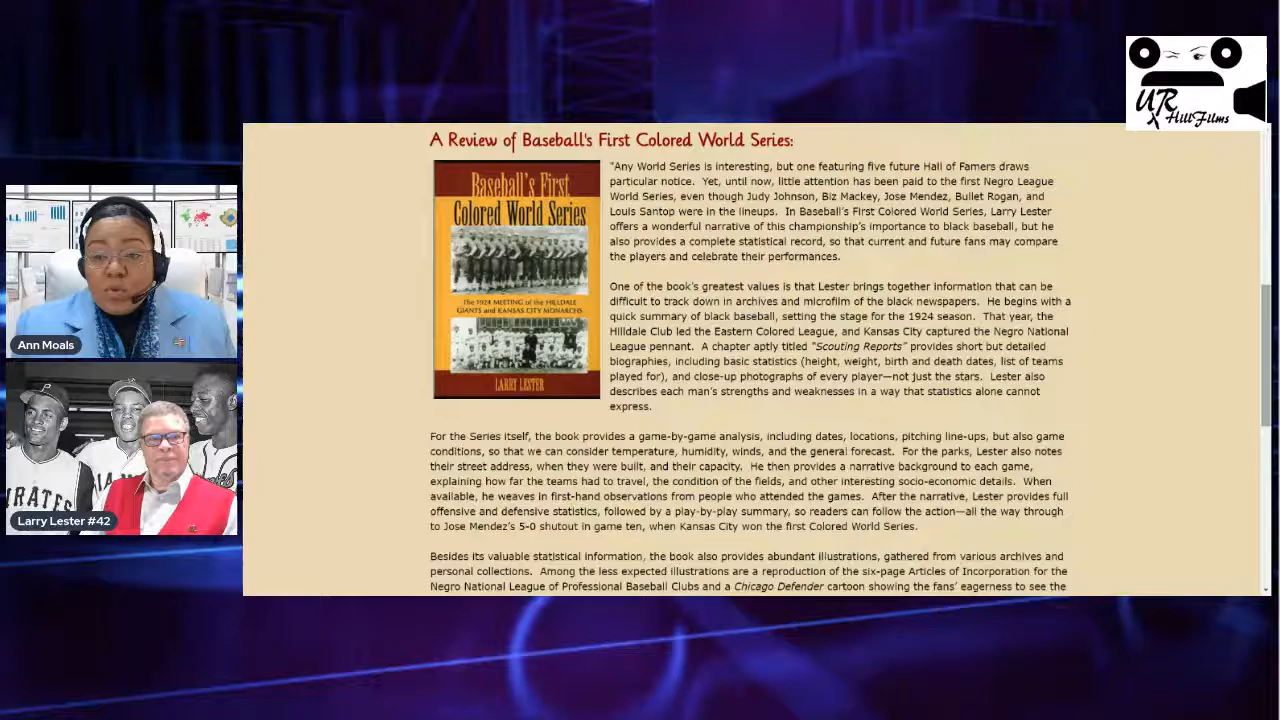 UR
HillFilms
A Review of Baseball's First Colored World Series:
Baseball's First
Colored World Series
The 1924 MEETING of the HILLDALE
GIANTS and KANSAS CITY MONARCHS
LARRY LESTER
"Any World Series is interesting, but one featuring five future Hall of Famers draws
particular notice. Yet, until now, little attention has been paid to the first Negro League
World Series, even though Judy Johnson, Biz Mackey, Jose Mendez, Bullet Rogan, and
Louis Santop were in the lineups. In Baseball's First Colored World Series, Larry Lester
offers a wonderful narrative of this championship's importance to black baseball, but he
also provides a complete statistical record, so that current and future fans may compare
the players and celebrate their performances.
One of the book's greatest values is that Lester brings together information that can be
difficult to track down in archives and microfilm of the black newspapers. He begins with a
quick summary of black baseball, setting the stage for the 1924 season. That year, the
Hilldale Club led the Eastern Colored League, and Kansas City captured the Negro National
League pennant. A chapter aptly titled "Scouting Reports" provides short but detailed
biographies, including basic statistics (height, weight, birth and death dates, list of teams
played for), and close-up photographs of every player—not just the stars. Lester also
describes each man's strengths and weaknesses in a way that statistics alone cannot
express.
For the Series itself, the book provides a game-by-game analysis, including dates, locations, pitching line-ups, but also game
conditions, so that we can consider temperature, humidity, winds, and the general forecast. For the parks, Lester also notes
their street address, when they were built, and their capacity. He then provides a narrative background to each game,
explaining how far the teams had to travel, the condition of the fields, and other interesting socio-economic details. When
available, he weaves in first-hand observations from people who attended the games. After the narrative, Lester provides full
offensive and defensive statistics, followed by a play-by-play summary, so readers can follow the action—all the way through
to Jose Mendez's 5-0 shutout in game ten, when Kansas City won the first Colored World Series.
Besides its valuable statistical information, the book also provides abundant illustrations, gathered from various archives and
personal collections. Among the less expected illustrations are a reproduction of the six-page Articles of Incorporation for the
Negro National League of Professional Baseball Clubs and a Chicago Defender cartoon showing the fans' eagerness to see the
Ann Moals
IRATES
Larry Lester #42